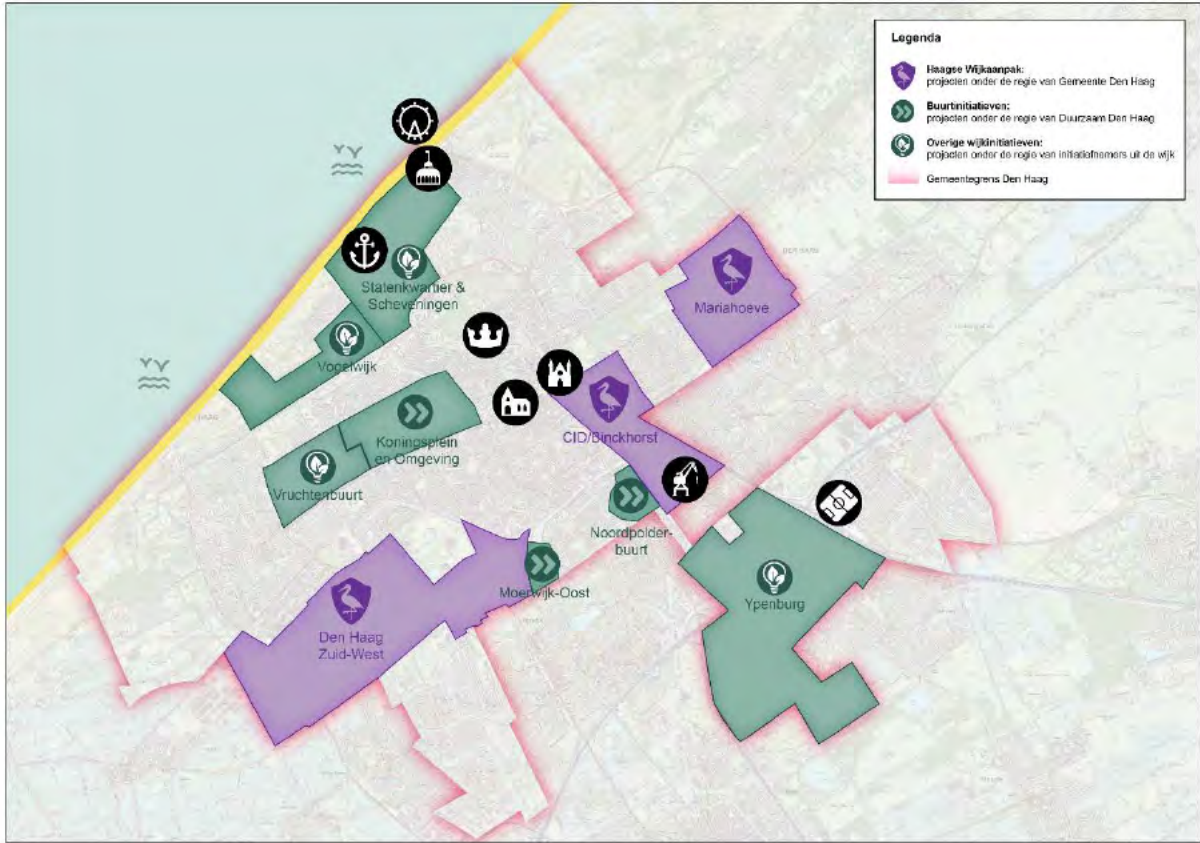 Legenda
Haagse Wijkaanpak:
projecten onder de regie van Gemeente Den Haag
Buurtinitiatieven:
projecten onder de regie van Duurzaam Den Haag
Overige wijkinitiatieven:
projecten onder de regie van initiatiefnemers uit de wijk
Gemeentegrens Den Haag
Statenkwartier &
Scheveningen
Mariahoeve
Vogelwijk
CID/Binckhorst
Koningsplein
en Omgeving
Vruchtenbuurt
Noordpolder-
buurt
Moerwijk-Oost
Ypenburg
Den Haag
Zuid-West